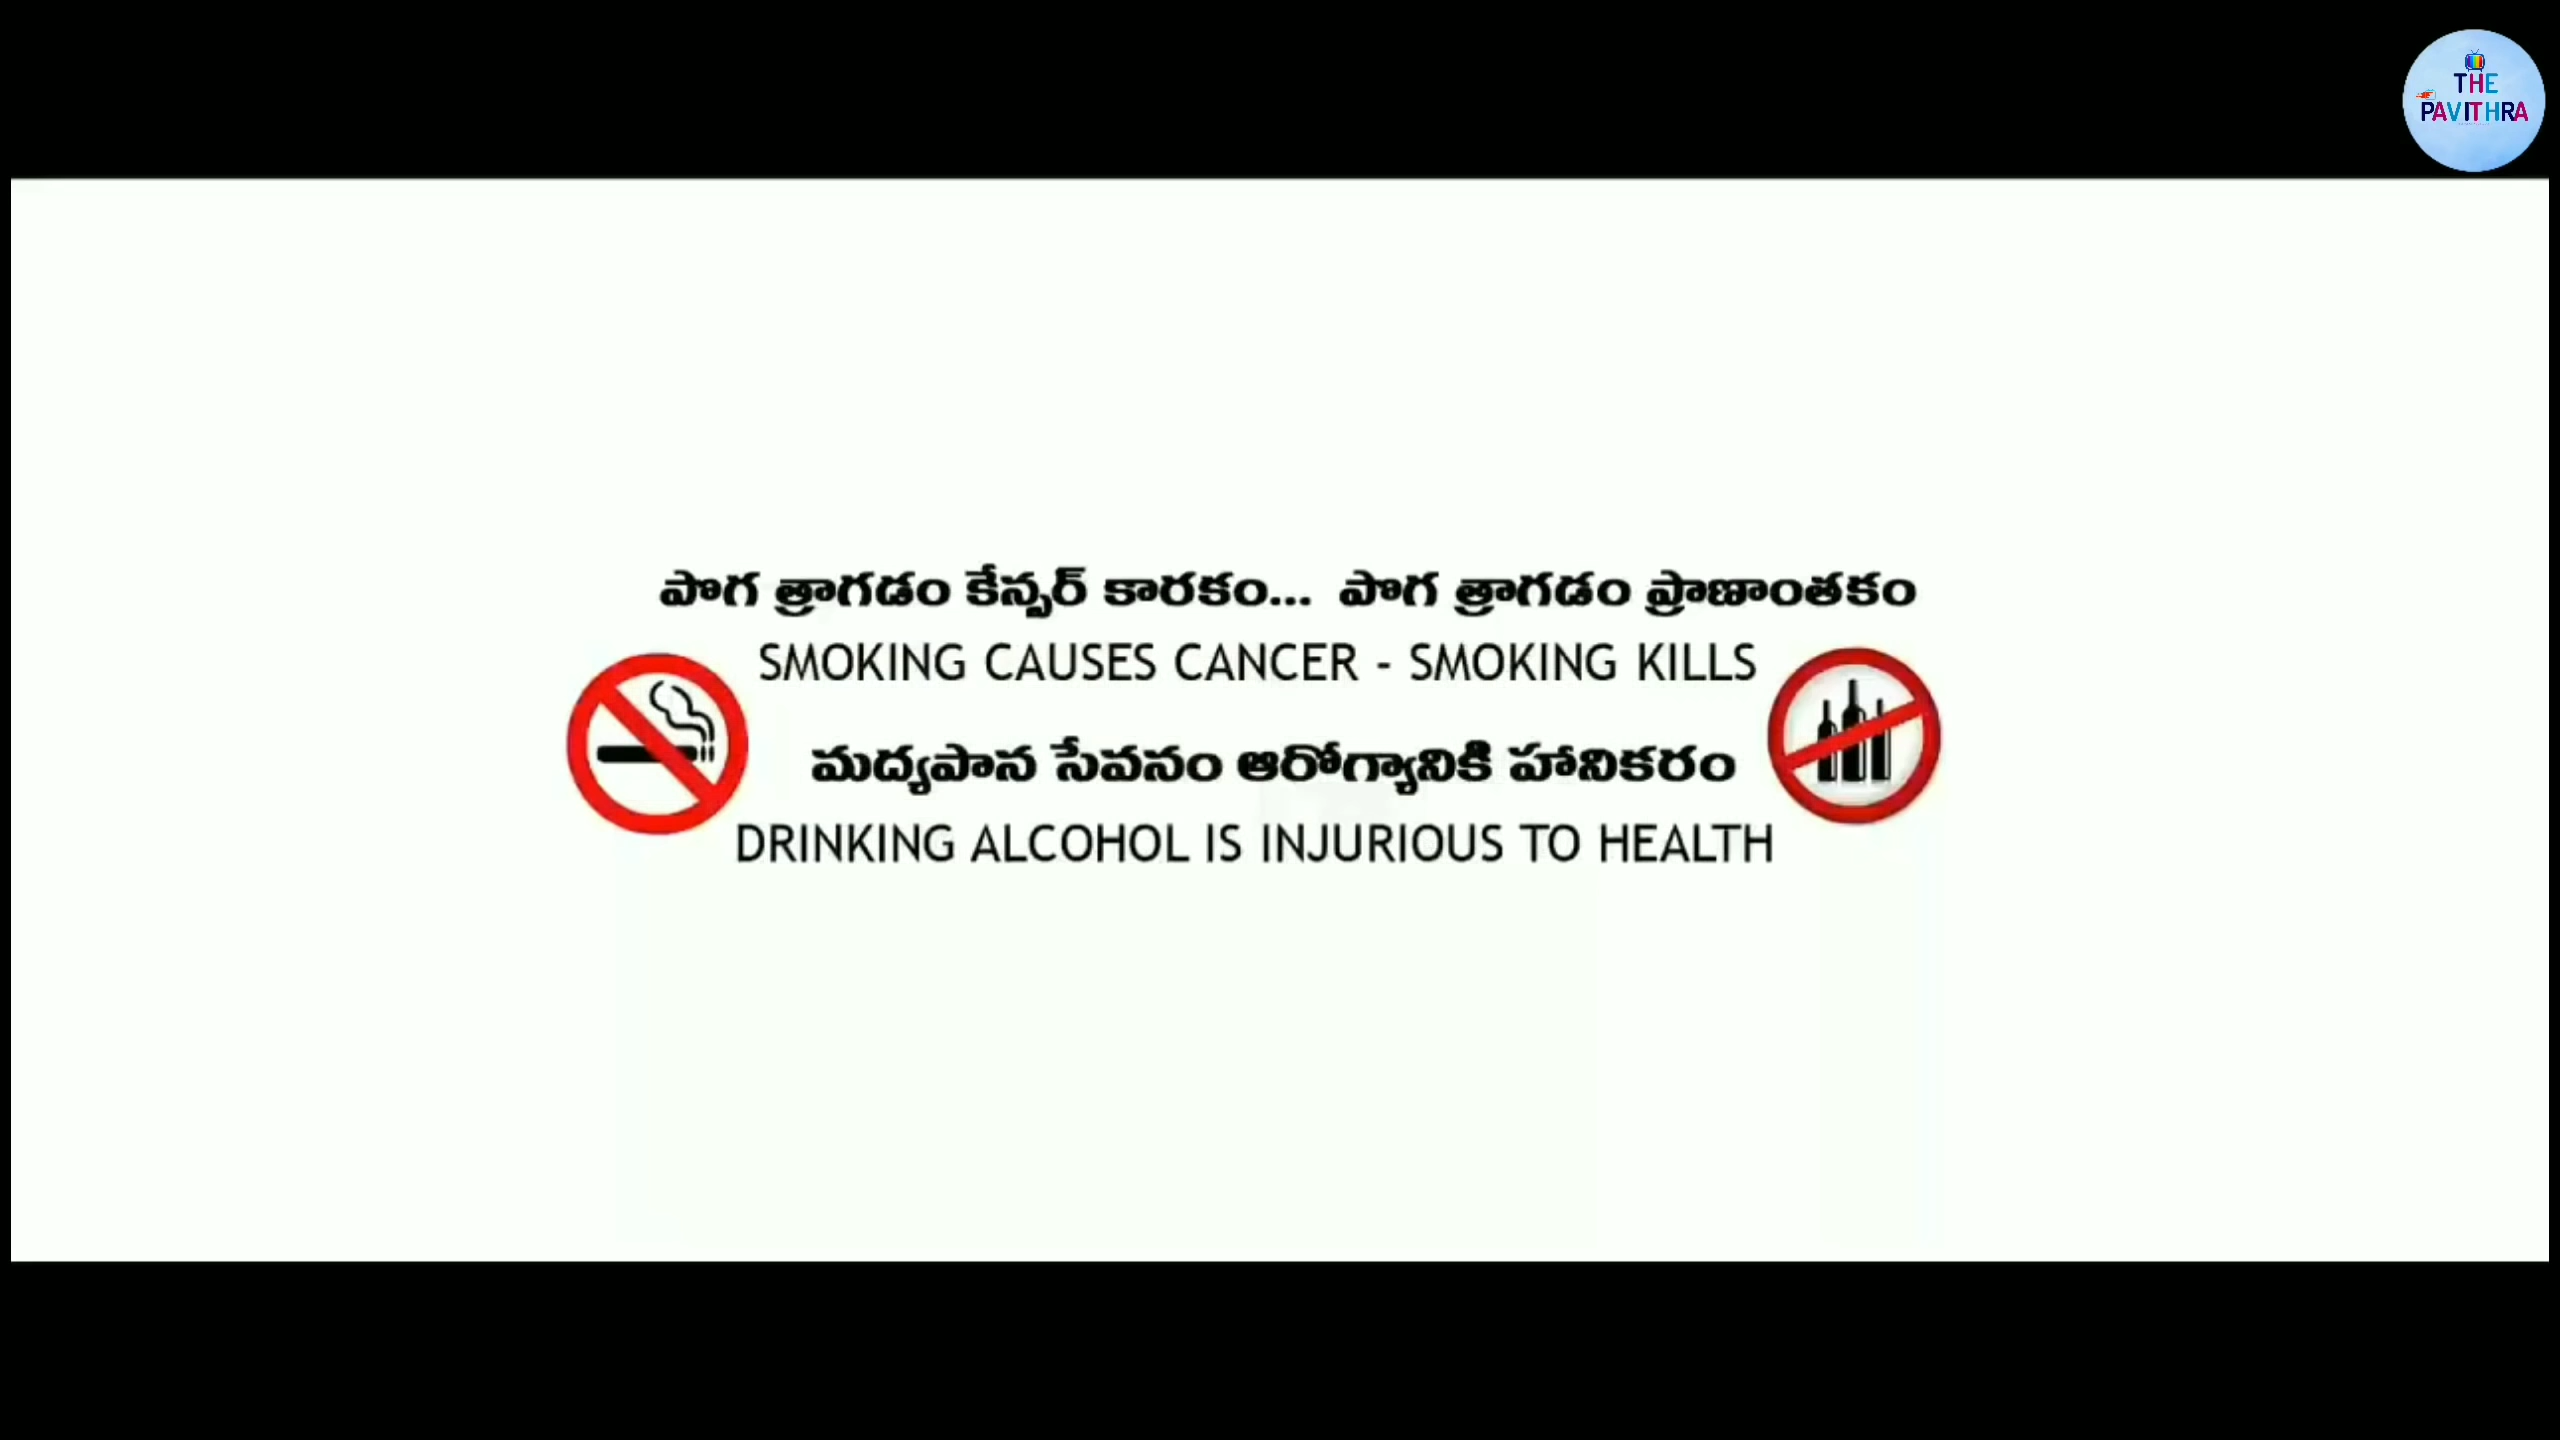 THE
PAVITHRA
పొగ త్రాగడం కేన్సర్ కారకం... పొగ త్రాగడం ప్రాణాంతకం
SMOKING CAUSES CANCER - SMOKING KILLS
మద్యపాన సేవనం ఆరోగ్యానికి హానికరం
DRINKING ALCOHOL IS INJURIOUS TO HEALTH